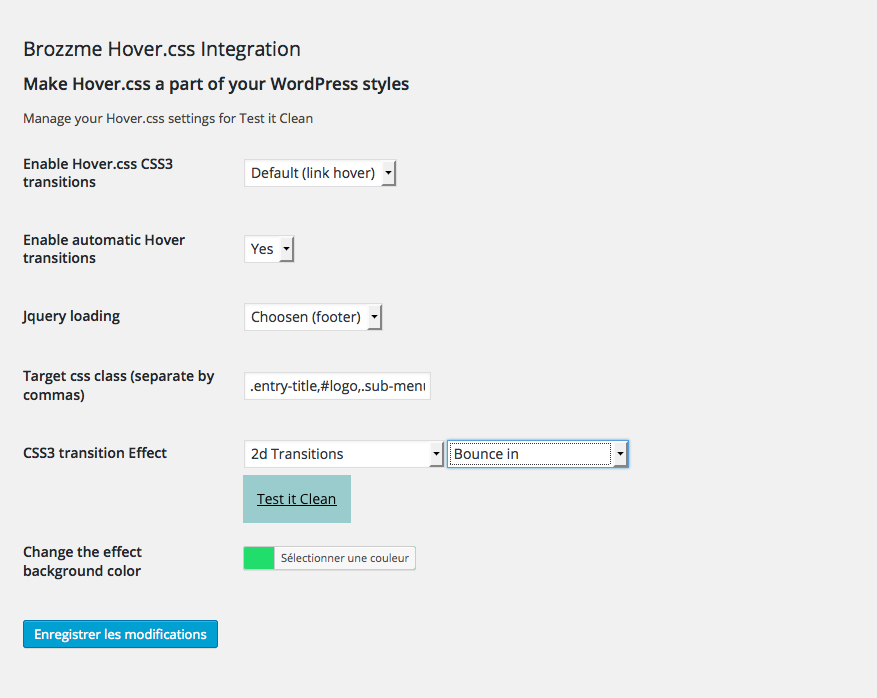 Brozzme Hover.css Integration
Make Hover.css a part of your WordPress styles
Manage your Hover.css settings for Test it Clean
Enable Hover.css CSS3
transitions
Default (link hover)
Enable automatic Hover
transitions
Yes
Jquery loading
Choosen (footer)
Target css class (separate by
commas)
.entry-title,#logo,.sub-menu
CSS3 transition Effect
2d Transitions
Bounce in
Test it Clean
Change the effect
background color
Sélectionner une couleur
Enregistrer les modifications